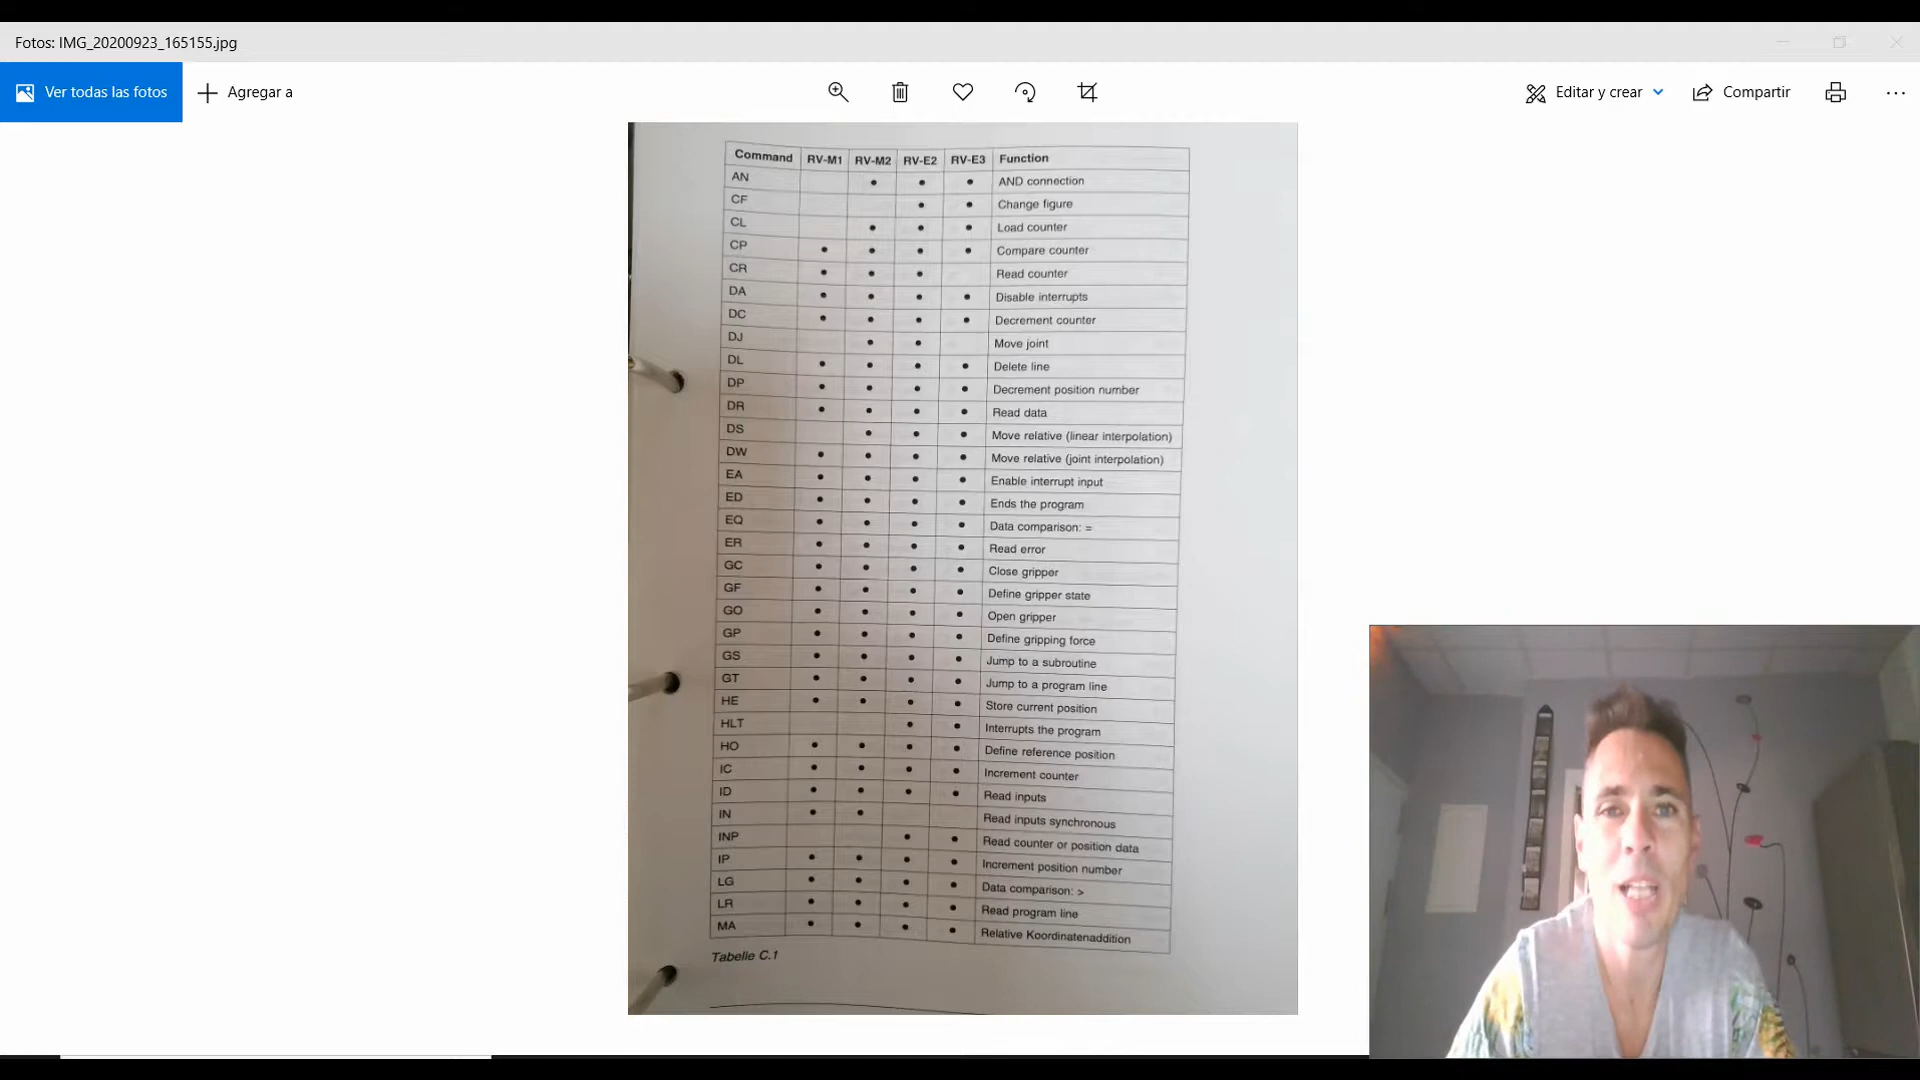 Fotos: IMG_20200923_165155.jpg
Ver todas las fotos
Agregar a
Editar y crear
Compartir
Command RV-M1 RV-M2 RV-E2 RV-E3 Function
AN • • • AND connection
CF • • Change figure
CL • • • Load counter
CP • • • • Compare counter
CR • • • Read counter
DA • • • • Disable interrupts
DC • • • • Decrement counter
DJ • • Move joint
DL • • • • Delete line
DP • • • • Decrement position number
DR • • • • Read data
DS • • • Move relative (linear interpolation)
DW • • • • Move relative (joint interpolation)
EA • • • • Enable interrupt input
ED • • • • Ends the program
EQ • • • • Data comparison: =
ER • • • • Read error
GC • • • • Close gripper
GF • • • • Define gripper state
GO • • • • Open gripper
GP • • • • Define gripping force
GS • • • • Jump to a subroutine
GT • • • • Jump to a program line
HE • • • • Store current position
HLT • • Interrupts the program
HO • • • • Define reference position
IC • • • • Increment counter
ID • • • • Read inputs
IN • • Read inputs synchronous
INP • • Read counter or position data
IP • • • • Increment position number
LG • • • • Data comparison: >
LR • • • • Read program line
MA • • • • Relative Koordinatenaddition
Tabelle C.1